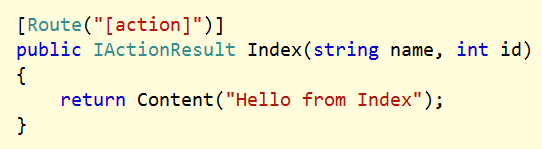 [Route("[action]")]
public IActionResult Index(string name, int id)
{
    return Content("Hello from Index");
}